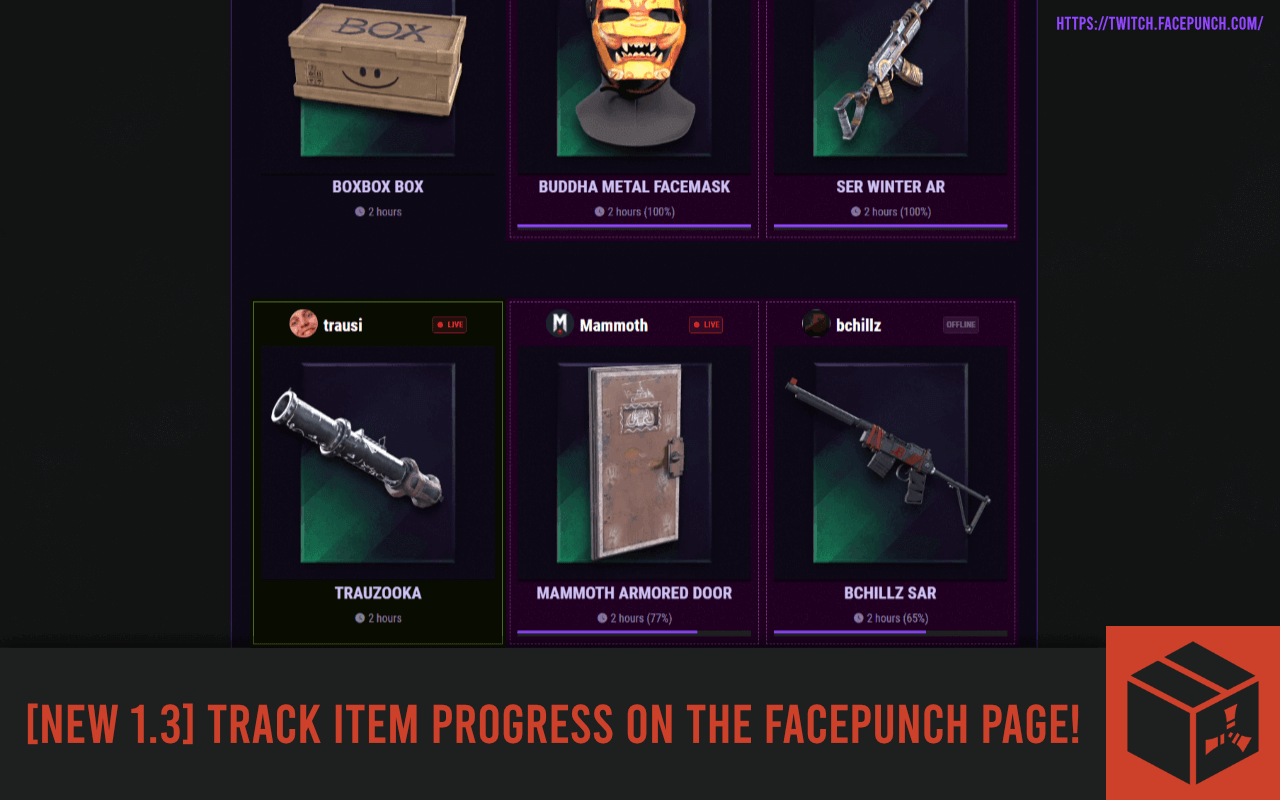 HTTPS://TWITCH.FACEPUNCH.COM/
BOX
BOXBOX BOX
2 hours
BUDDHA METAL FACEMASK
2 hours (100%)
SER WINTER AR
2 hours (100%)
trausi
LIVE
Mammoth
LIVE
bchillz
OFFLINE
M
TRAUZOOKA
2 hours
MAMMOTH ARMORED DOOR
2 hours (77%)
BCHILLZ SAR
2 hours (65%)
[NEW 1.3] TRACK ITEM PROGRESS ON THE FACEPUNCH PAGE!